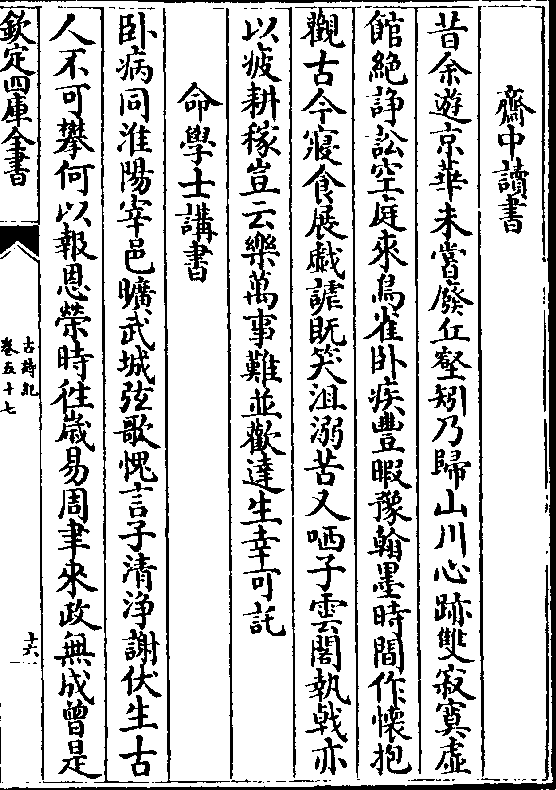 齋中讀書
昔余遊京華未嘗廢丘壑矧乃歸山川心跡雙寂寞虛
館絶諍訟空庭來鳥雀卧疾豐暇豫翰墨時間作懷抱
觀古今寢食展戲謔既笑沮溺苦又哂子雲閣執戟亦
以疲耕稼豈云樂萬事難並歡達生幸可託
命學士講書
卧病同淮陽宰邑曠武城弦歌愧言子清淨謝伏生古
人不可攀何以報恩榮時往歲易周聿來政無成曾是
欽定四庫全書
古詩紀
卷五十七
十六